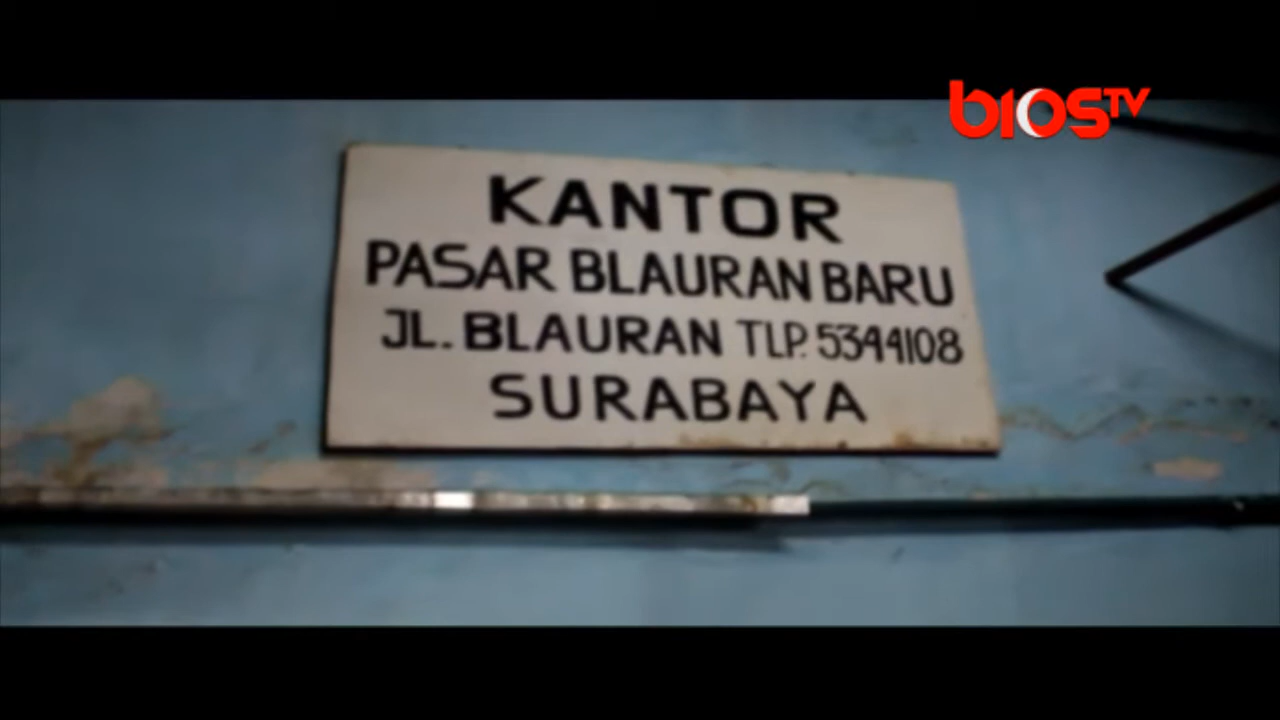 biosTV
KANTOR
PASAR BLAURAN BARU
JL. BLAURAN TLP. 5344108
SURABAYA